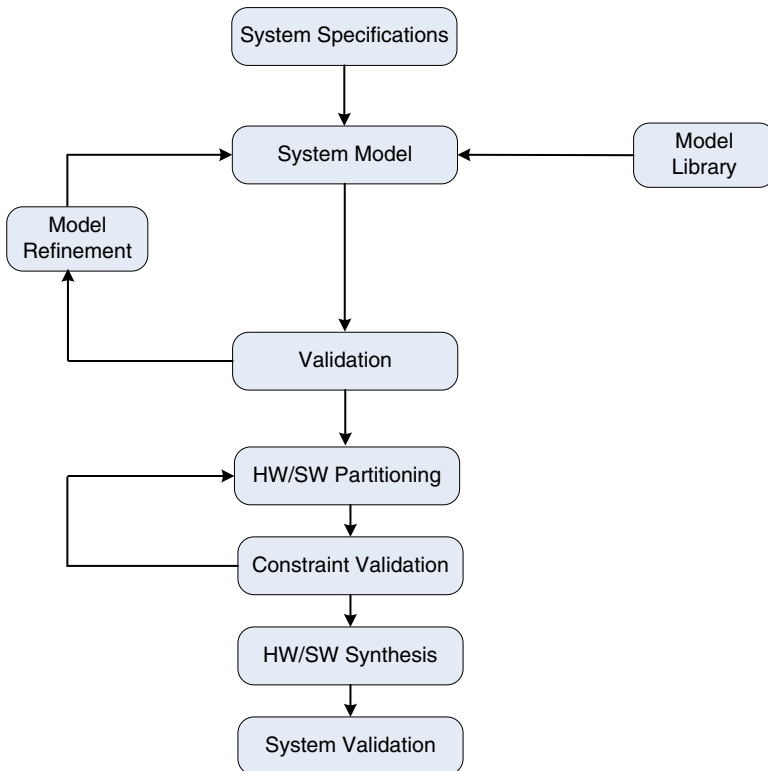 System Specifications
System Model
Model
Library
Model
Refinement
Validation
HW/SW Partitioning
Constraint Validation
HW/SW Synthesis
System Validation